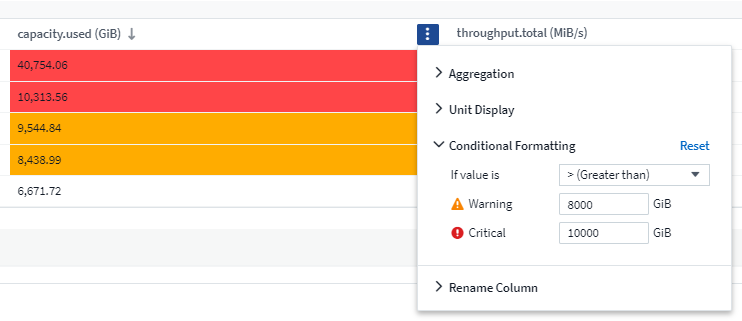 capacity.used (GiB) ↓
throughput.total (MiB/s)
40,754.06
Aggregation
10,313.56
Unit Display
9,544.84
Conditional Formatting Reset
8,438.99
If value is > (Greater than)
6,671.72
Warning 8000 GiB
Critical 10000 GiB
Rename Column